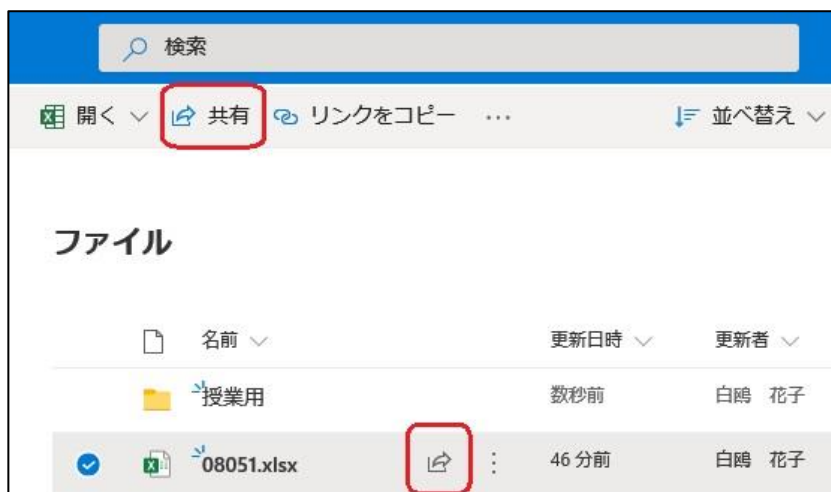 検索
開く 共有 リンクをコピー ... 並べ替え
ファイル
名前 更新日時 更新者
授業用 数秒前 白鴎 花子
08051.xlsx 46 分前 白鴎 花子